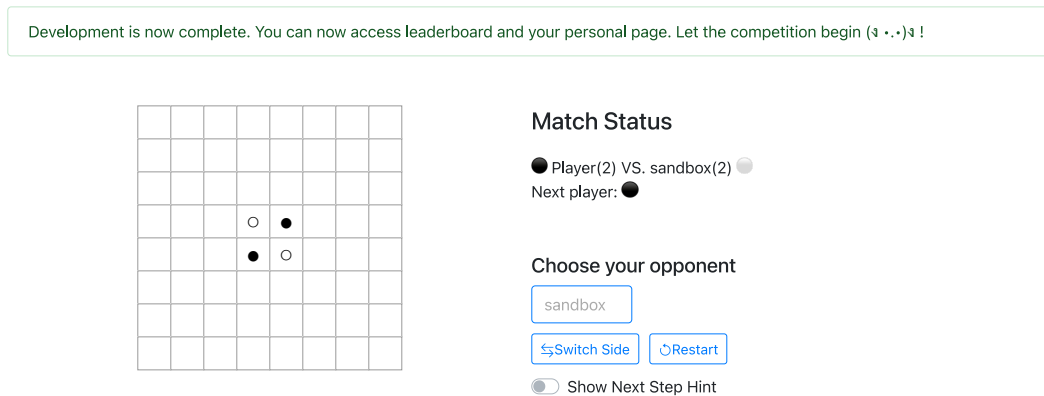 Development is now complete. You can now access leaderboard and your personal page. Let the competition begin (ง •.•)ง !
Match Status
Player(2) VS. sandbox(2)
Next player:
Choose your opponent
sandbox
⇆Switch Side
↺Restart
Show Next Step Hint